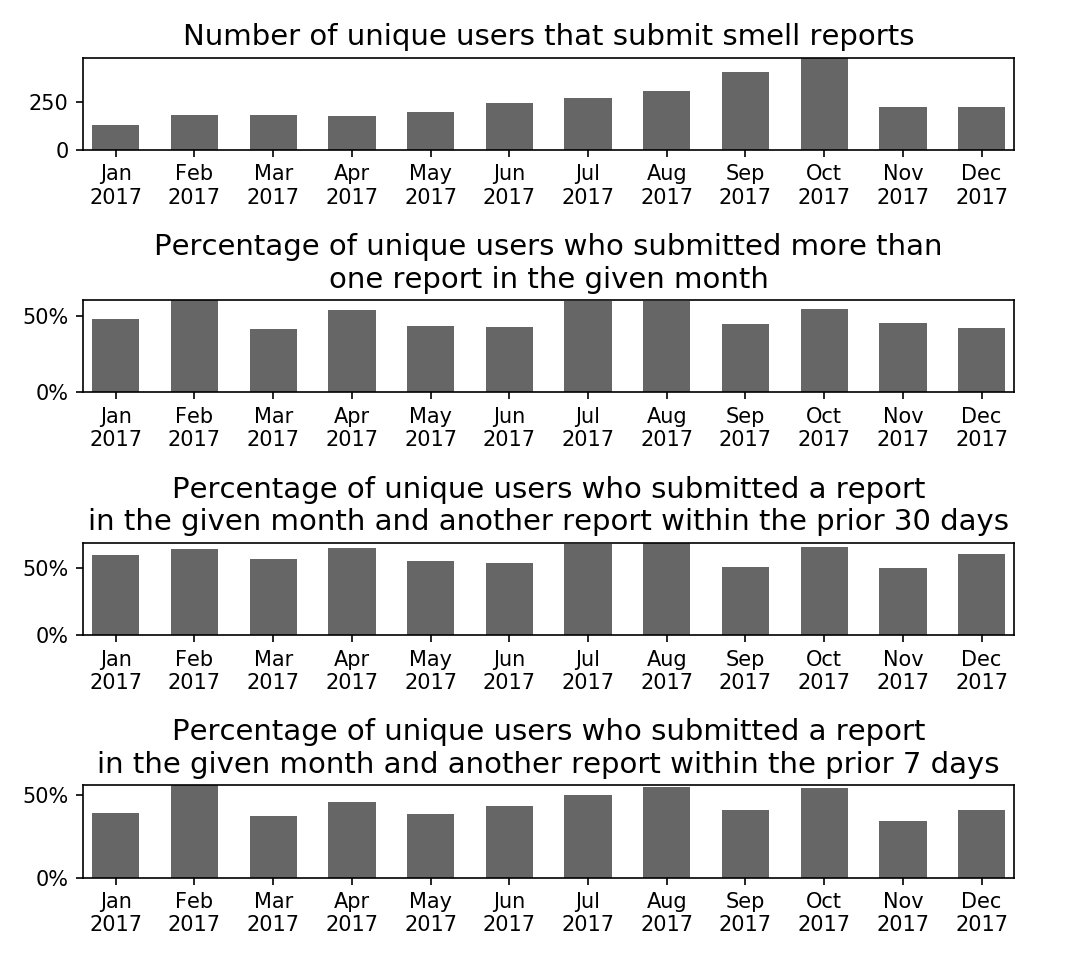 Number of unique users that submit smell reports
250
0
Jan Feb Mar Apr May Jun Jul Aug Sep Oct Nov Dec
2017 2017 2017 2017 2017 2017 2017 2017 2017 2017 2017 2017
Percentage of unique users who submitted more than
one report in the given month
50%
0%
Jan Feb Mar Apr May Jun Jul Aug Sep Oct Nov Dec
2017 2017 2017 2017 2017 2017 2017 2017 2017 2017 2017 2017
Percentage of unique users who submitted a report
in the given month and another report within the prior 30 days
50%
0%
Jan Feb Mar Apr May Jun Jul Aug Sep Oct Nov Dec
2017 2017 2017 2017 2017 2017 2017 2017 2017 2017 2017 2017
Percentage of unique users who submitted a report
in the given month and another report within the prior 7 days
50%
0%
Jan Feb Mar Apr May Jun Jul Aug Sep Oct Nov Dec
2017 2017 2017 2017 2017 2017 2017 2017 2017 2017 2017 2017